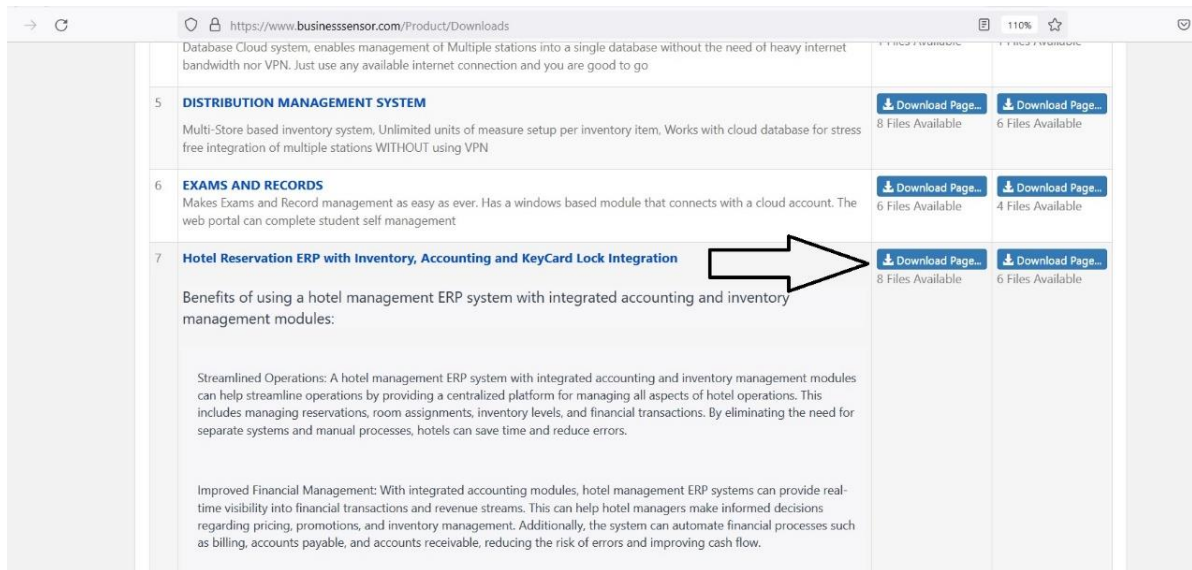 https://www.businesssensor.com/Product/Downloads
110%
Database Cloud system, enables management of Multiple stations into a single database without the need of heavy internet
bandwidth nor VPN. Just use any available internet connection and you are good to go
5 DISTRIBUTION MANAGEMENT SYSTEM
Download Page... Download Page...
Multi-Store based inventory system, Unlimited units of measure setup per inventory item, Works with cloud database for stress
8 Files Available 6 Files Available
free integration of multiple stations WITHOUT using VPN
6 EXAMS AND RECORDS
Download Page... Download Page...
Makes Exams and Record management as easy as ever. Has a windows based module that connects with a cloud account. The
6 Files Available 4 Files Available
web portal can complete student self management
7 Hotel Reservation ERP with Inventory, Accounting and KeyCard Lock Integration
Download Page... Download Page...
8 Files Available 6 Files Available
Benefits of using a hotel management ERP system with integrated accounting and inventory
management modules:
Streamlined Operations: A hotel management ERP system with integrated accounting and inventory management modules
can help streamline operations by providing a centralized platform for managing all aspects of hotel operations. This
includes managing reservations, room assignments, inventory levels, and financial transactions. By eliminating the need for
separate systems and manual processes, hotels can save time and reduce errors.
Improved Financial Management: With integrated accounting modules, hotel management ERP systems can provide real-
time visibility into financial transactions and revenue streams. This can help hotel managers make informed decisions
regarding pricing, promotions, and inventory management. Additionally, the system can automate financial processes such
as billing, accounts payable, and accounts receivable, reducing the risk of errors and improving cash flow.